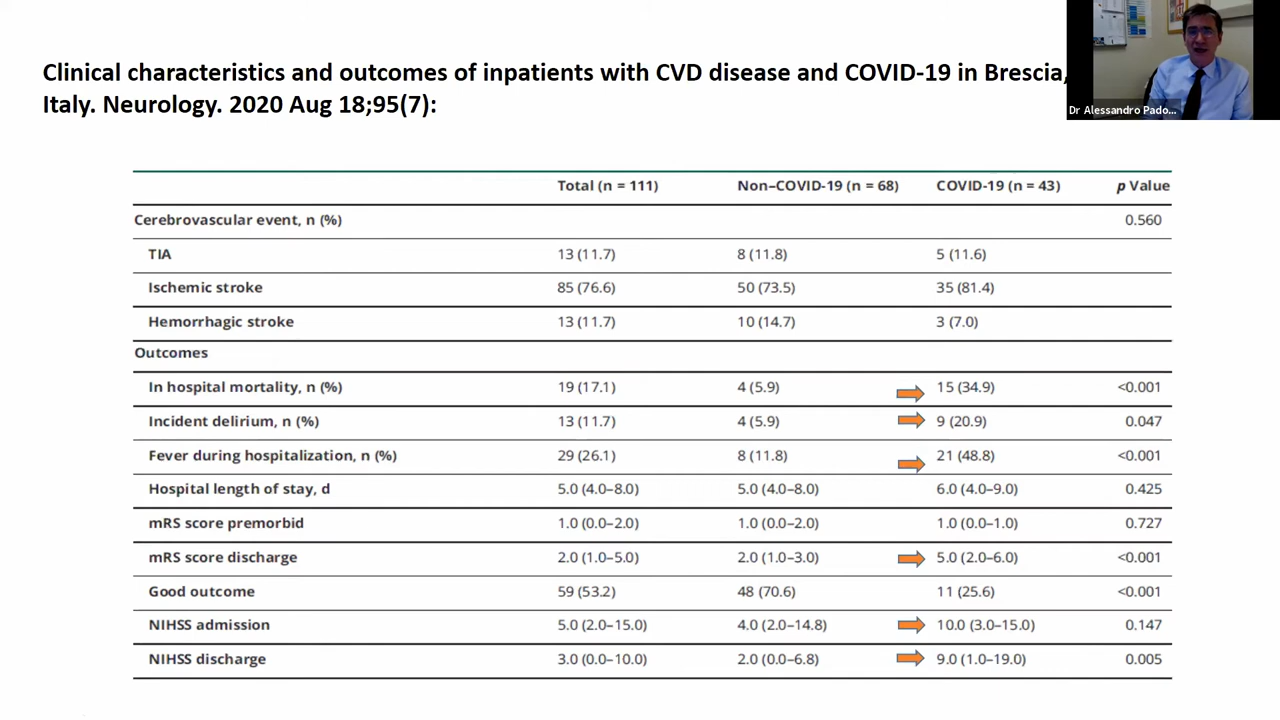 Clinical characteristics and outcomes of inpatients with CVD disease and COVID-19 in Brescia,
Italy. Neurology. 2020 Aug 18;95(7):
Dr Alessandro Pado...
Total (n = 111) Non–COVID-19 (n = 68) COVID-19 (n = 43) p Value
Cerebrovascular event, n (%) 0.560
TIA 13 (11.7) 8 (11.8) 5 (11.6)
Ischemic stroke 85 (76.6) 50 (73.5) 35 (81.4)
Hemorrhagic stroke 13 (11.7) 10 (14.7) 3 (7.0)
Outcomes
In hospital mortality, n (%) 19 (17.1) 4 (5.9) 15 (34.9) <0.001
Incident delirium, n (%) 13 (11.7) 4 (5.9) 9 (20.9) 0.047
Fever during hospitalization, n (%) 29 (26.1) 8 (11.8) 21 (48.8) <0.001
Hospital length of stay, d 5.0 (4.0–8.0) 5.0 (4.0–8.0) 6.0 (4.0–9.0) 0.425
mRS score premorbid 1.0 (0.0–2.0) 1.0 (0.0–2.0) 1.0 (0.0–1.0) 0.727
mRS score discharge 2.0 (1.0–5.0) 2.0 (1.0–3.0) 5.0 (2.0–6.0) <0.001
Good outcome 59 (53.2) 48 (70.6) 11 (25.6) <0.001
NIHSS admission 5.0 (2.0–15.0) 4.0 (2.0–14.8) 10.0 (3.0–15.0) 0.147
NIHSS discharge 3.0 (0.0–10.0) 2.0 (0.0–6.8) 9.0 (1.0–19.0) 0.005